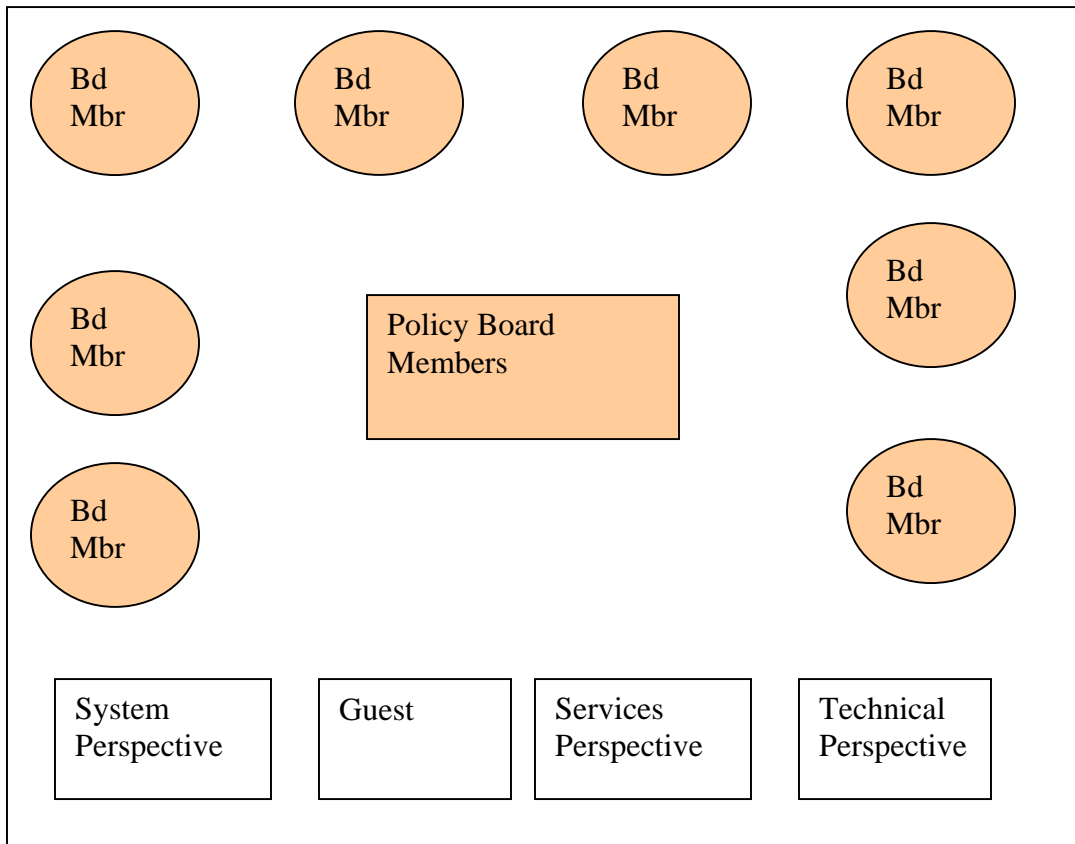 Bd
Mbr
Bd
Mbr
Bd
Mbr
Bd
Mbr
Bd
Mbr
Bd
Mbr
Policy Board
Members
Bd
Mbr
Bd
Mbr
System
Perspective
Guest
Services
Perspective
Technical
Perspective